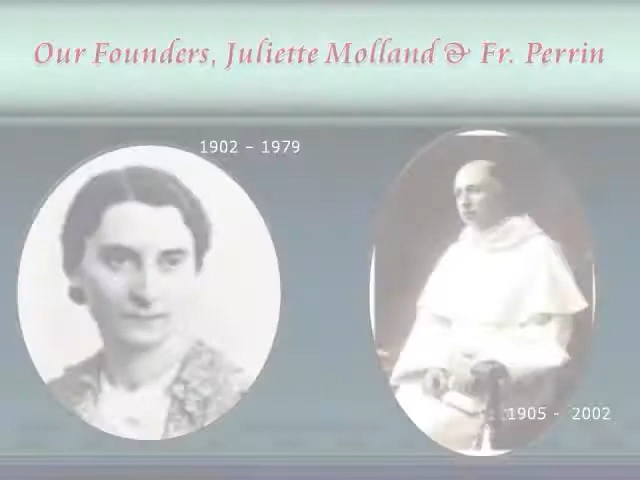 Our Founders, Juliette Molland & Fr. Perrin
1902 – 1979
1905 - 2002